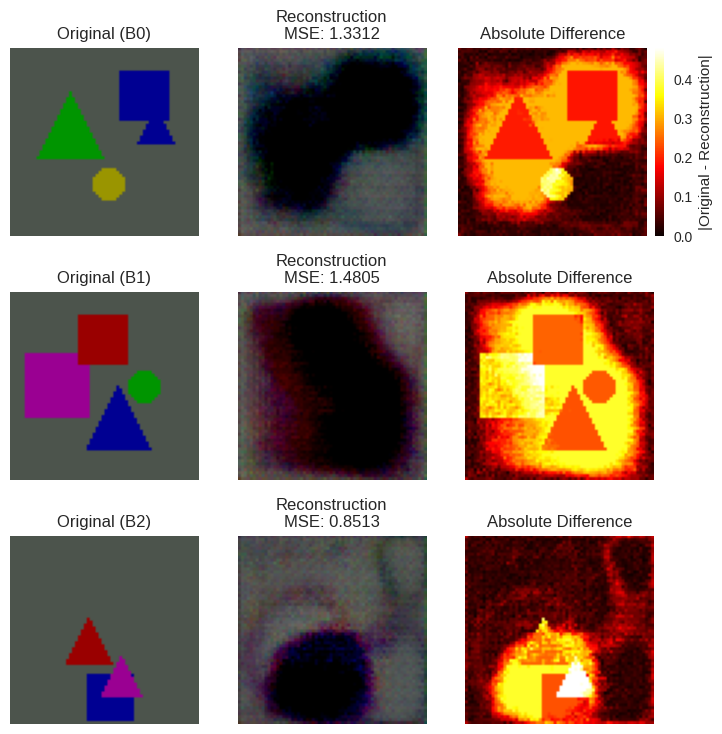 Original (B0)
Reconstruction
MSE: 1.3312
Absolute Difference
0.4
0.3
0.2
0.1
0.0
|Original - Reconstruction|
Original (B1)
Reconstruction
MSE: 1.4805
Absolute Difference
Original (B2)
Reconstruction
MSE: 0.8513
Absolute Difference